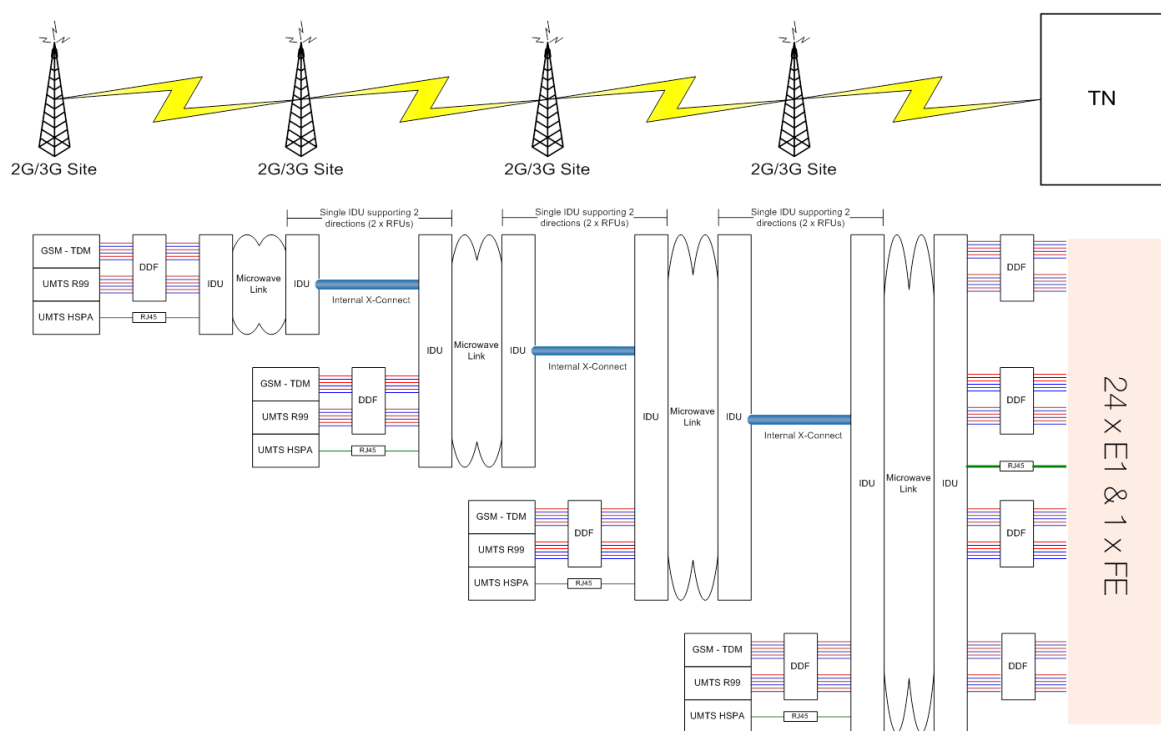 TN
2G/3G Site
2G/3G Site
2G/3G Site
2G/3G Site
Single IDU supporting 2
directions (2 x RFUs)
Single IDU supporting 2
directions (2 x RFUs)
Single IDU supporting 2
directions (2 x RFUs)
GSM - TDM
UMTS R99
UMTS HSPA
DDF
RJ45
IDU
Microwave
Link
IDU
Internal X-Connect
GSM - TDM
UMTS R99
UMTS HSPA
DDF
RJ45
IDU
Microwave
Link
IDU
Internal X-Connect
GSM - TDM
UMTS R99
UMTS HSPA
DDF
RJ45
IDU
Microwave
Link
IDU
Internal X-Connect
GSM - TDM
UMTS R99
UMTS HSPA
DDF
RJ45
IDU
Microwave
Link
IDU
DDF
DDF
RJ45
DDF
DDF
24 x E1 & 1 x FE